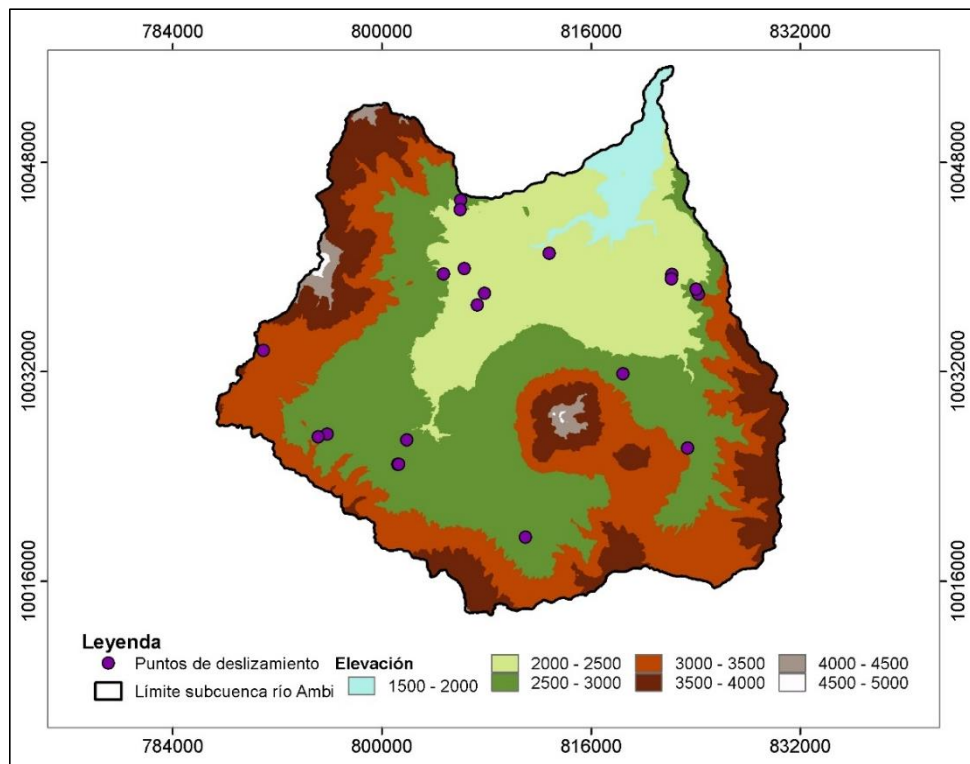 784000 800000 816000 832000
10048000 10048000
10032000 10032000
10016000 10016000
Leyenda
Puntos de deslizamiento
Límite subcuenca río Ambi
Elevación
1500 - 2000
2000 - 2500
2500 - 3000
3000 - 3500
3500 - 4000
4000 - 4500
4500 - 5000
784000 800000 816000 832000